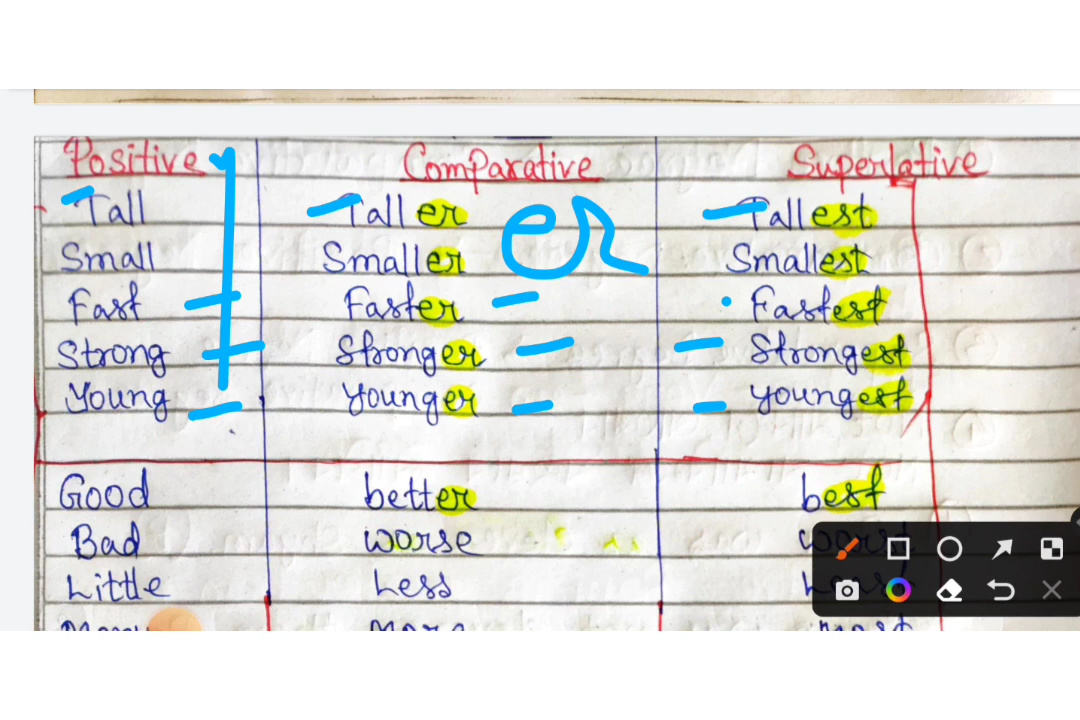 Positive Comparative Superlative
Tall Taller Tallest
er
Small Smaller Smallest
Fast Faster Fastest
Strong Stronger Strongest
Young Younger youngest
Good better best
Bad worse
Little Less